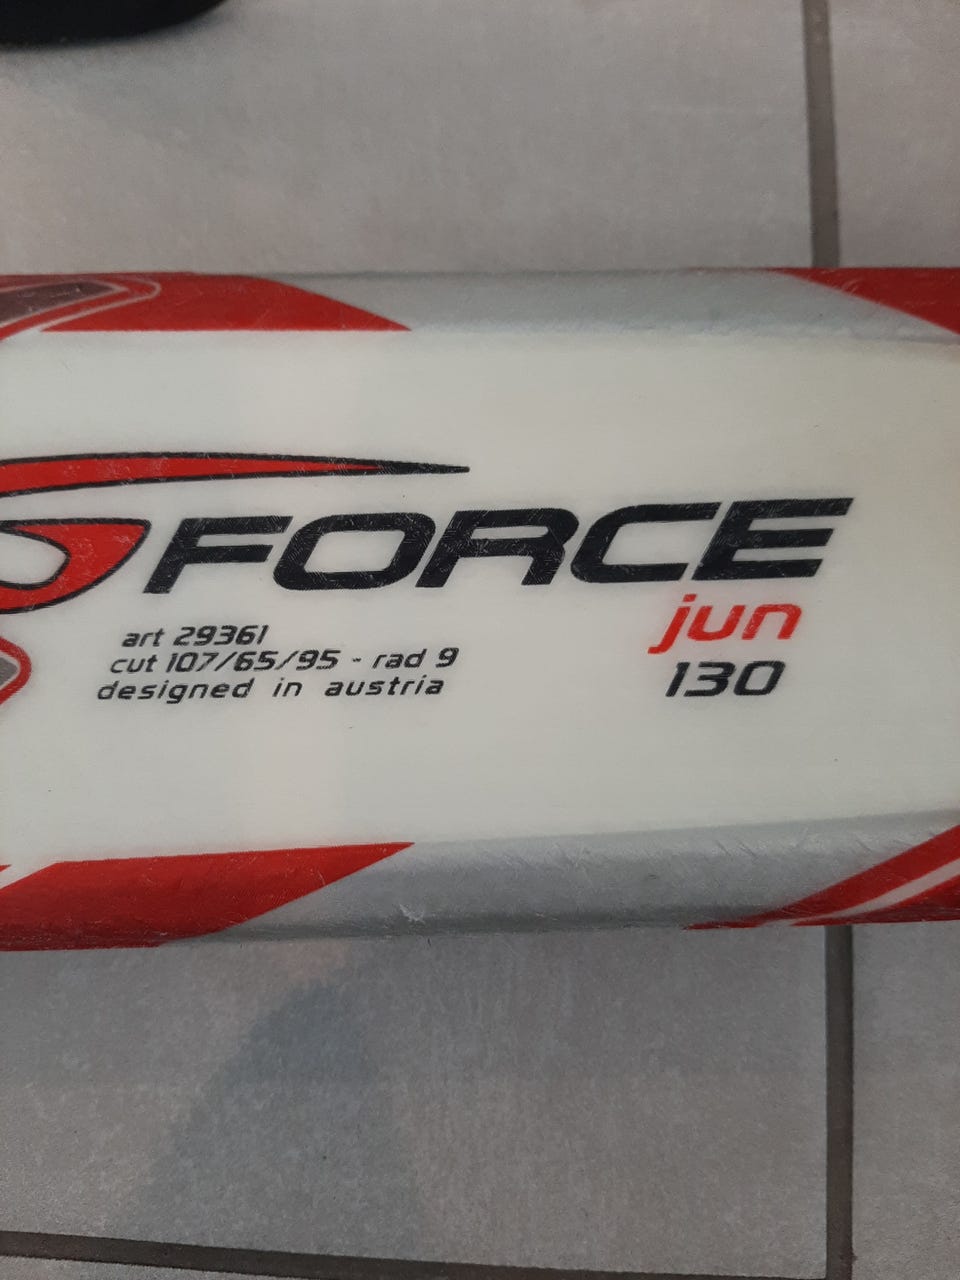 FORCE
jun
130
art 29361
cut 107/65/95 - rad 9
designed in austria